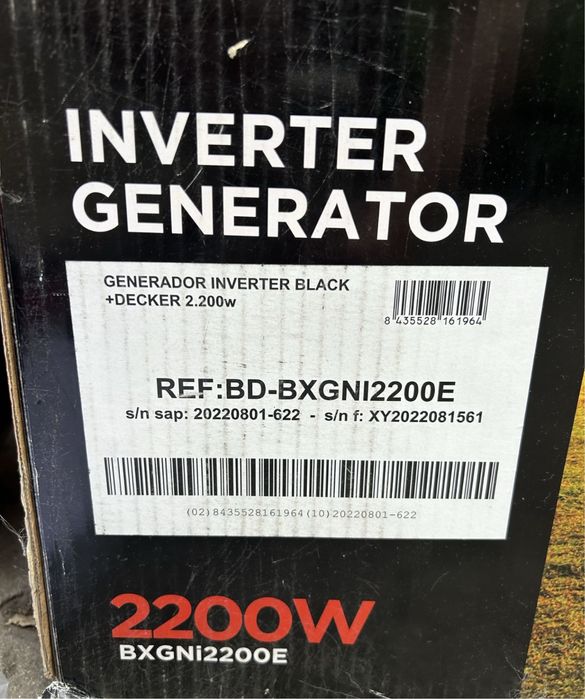 INVERTER
GENERATOR
GENERADOR INVERTER BLACK
+DECKER 2.200w
8 435528 161964
REF:BD-BXGNI2200E
s/n sap: 20220801-622 - s/n f: XY2022081561
(02)8435528161964(10)20220801-622
2200W
BXGNi2200E